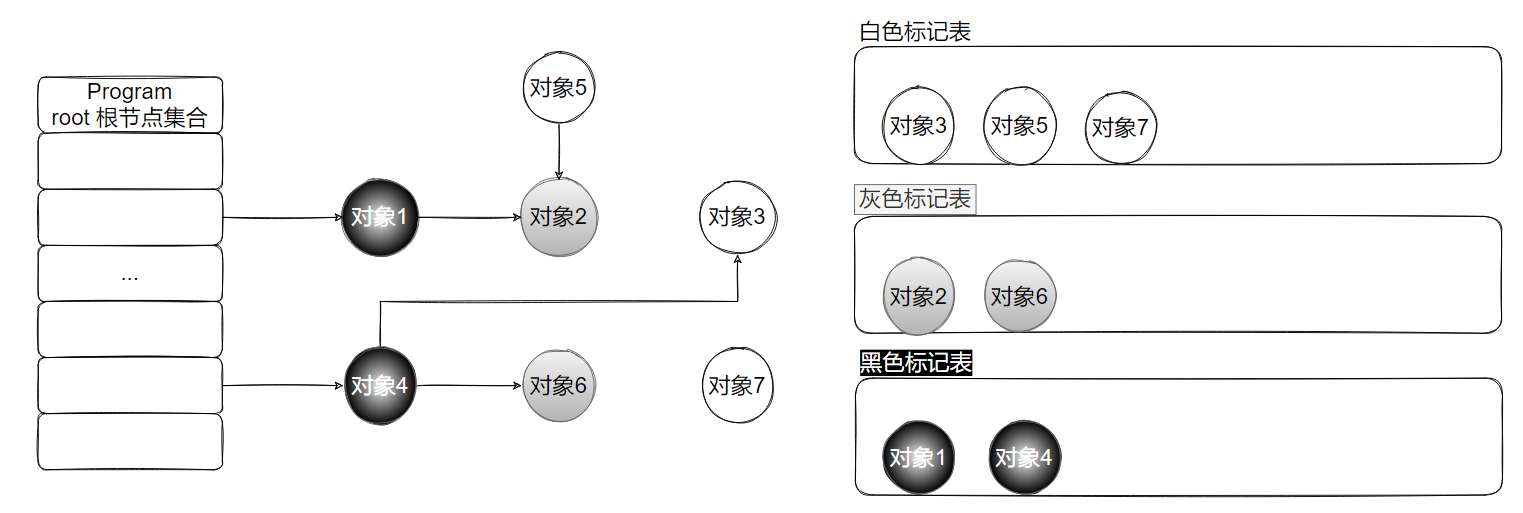 Program
root 根节点集合
...
对象5
对象1
对象2
对象3
对象4
对象6
对象7
白色标记表
对象3
对象5
对象7
灰色标记表
对象2
对象6
黑色标记表
对象1
对象4